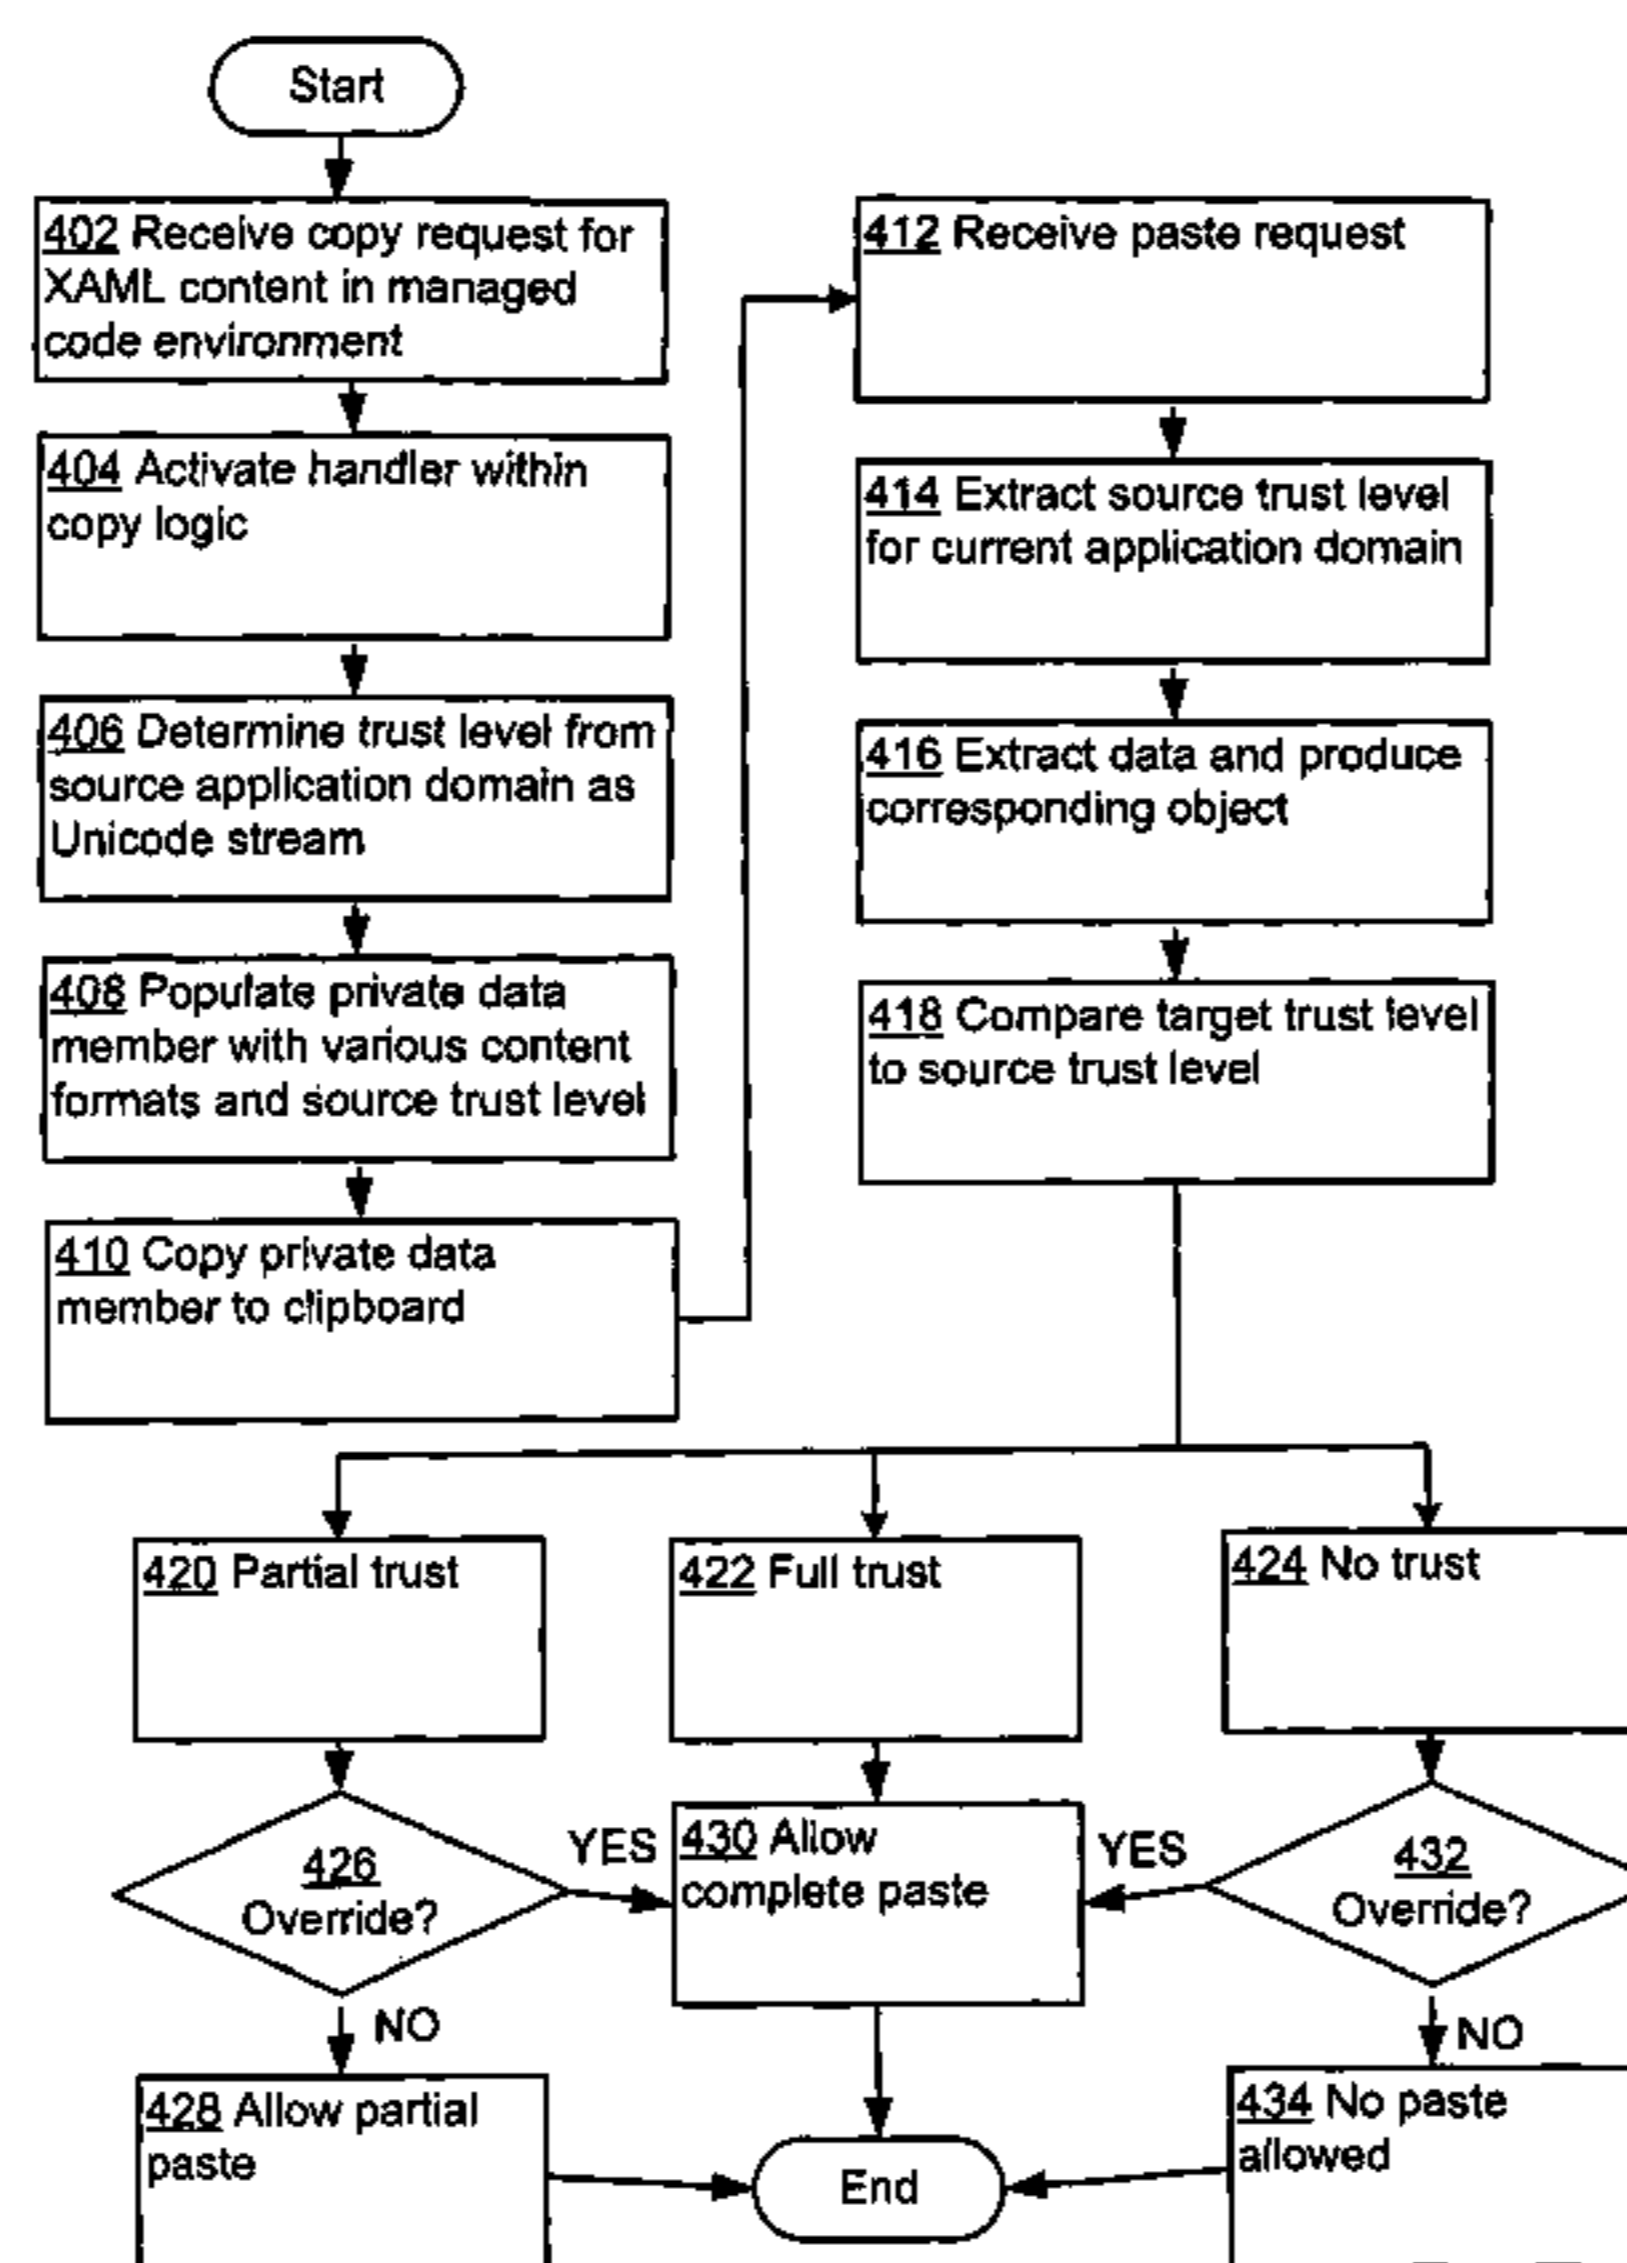 Start
402 Receive copy request for
XAML content in managed
code environment
404 Activate handler within
copy logic
406 Determine trust level from
source application domain as
Unicode stream
408 Populate private data
member with various content
formats and source trust level
410 Copy private data
member to clipboard
412 Receive paste request
414 Extract source trust level
for current application domain
416 Extract data and produce
corresponding object
418 Compare target trust level
to source trust level
420 Partial trust
422 Full trust
424 No trust
426
Override?
YES
430 Allow
complete paste
YES
432
Override?
NO
NO
428 Allow partial
paste
End
434 No paste
allowed